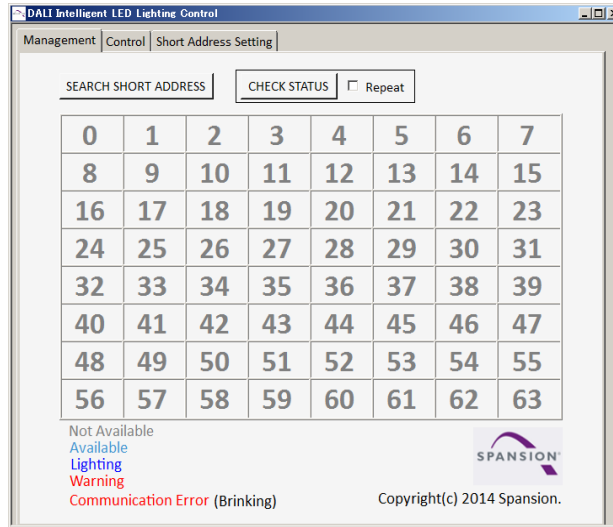 DALI Intelligent LED Lighting Control
Management Control Short Address Setting
SEARCH SHORT ADDRESS CHECK STATUS Repeat
0 1 2 3 4 5 6 7
8 9 10 11 12 13 14 15
16 17 18 19 20 21 22 23
24 25 26 27 28 29 30 31
32 33 34 35 36 37 38 39
40 41 42 43 44 45 46 47
48 49 50 51 52 53 54 55
56 57 58 59 60 61 62 63
Not Available
Available
Lighting
Warning
Communication Error (Brinking)
SPANSION
Copyright(c) 2014 Spansion.